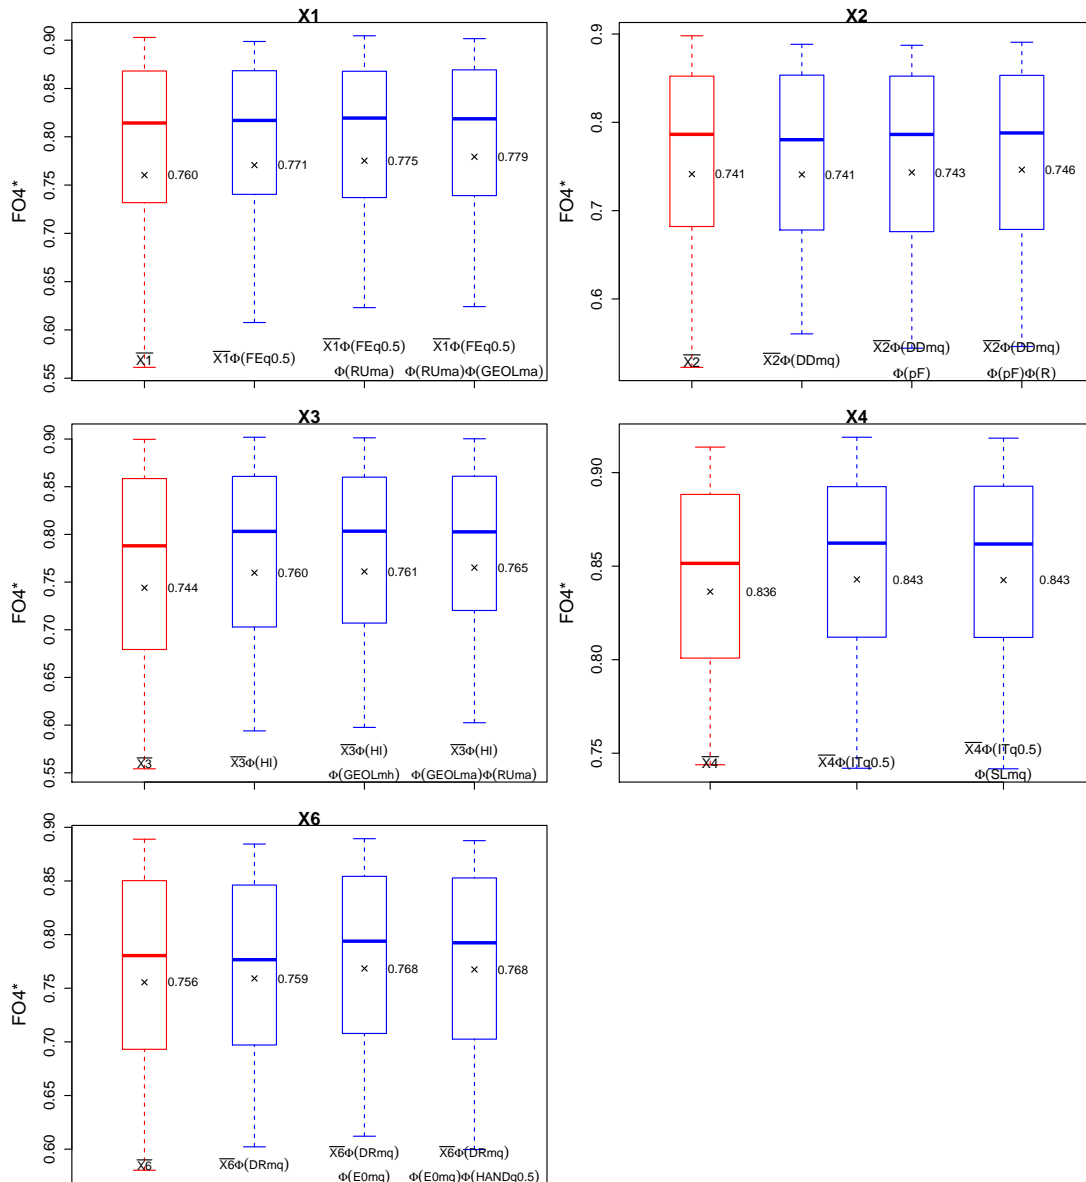 X1
FO4*
0.90
0.85
0.80
0.75
0.70
0.65
0.60
0.55
0.760
0.771
0.775
0.779
X1
X1Φ(FEq0.5)
X1Φ(FEq0.5)
Φ(RUma)
X1Φ(FEq0.5)
Φ(RUma)Φ(GEOLma)
X2
FO4*
0.9
0.8
0.7
0.6
0.741
0.741
0.743
0.746
X2
X2Φ(DDmq)
X2Φ(DDmq)
Φ(pF)
X2Φ(DDmq)
Φ(pF)Φ(R)
X3
FO4*
0.90
0.85
0.80
0.75
0.70
0.65
0.60
0.55
0.744
0.760
0.761
0.765
X3
X3Φ(HI)
X3Φ(HI)
Φ(GEOLmh)
X3Φ(HI)
Φ(GEOLma)Φ(RUma)
X4
FO4*
0.90
0.85
0.80
0.75
0.836
0.843
0.843
X4
X4Φ(ITq0.5)
X4Φ(ITq0.5)
Φ(SLmq)
X6
FO4*
0.90
0.85
0.80
0.75
0.70
0.65
0.60
0.756
0.759
0.768
0.768
X6
X6Φ(DRmq)
X6Φ(DRmq)
Φ(E0mq)
X6Φ(DRmq)
Φ(E0mq)Φ(HANDq0.5)